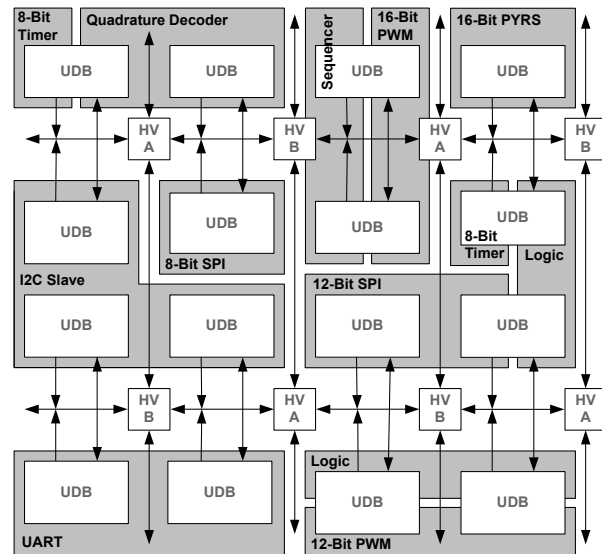 8-Bit
Timer
Quadrature Decoder
Sequencer
16-Bit
PWM
16-Bit PYRS
UDB
UDB
UDB
UDB
HV
A
HV
B
HV
A
HV
B
UDB
UDB
UDB
UDB
8-Bit SPI
8-Bit
Timer
Logic
I2C Slave
12-Bit SPI
UDB
UDB
UDB
UDB
HV
B
HV
A
HV
B
HV
A
Logic
UDB
UDB
UDB
UDB
UART
12-Bit PWM